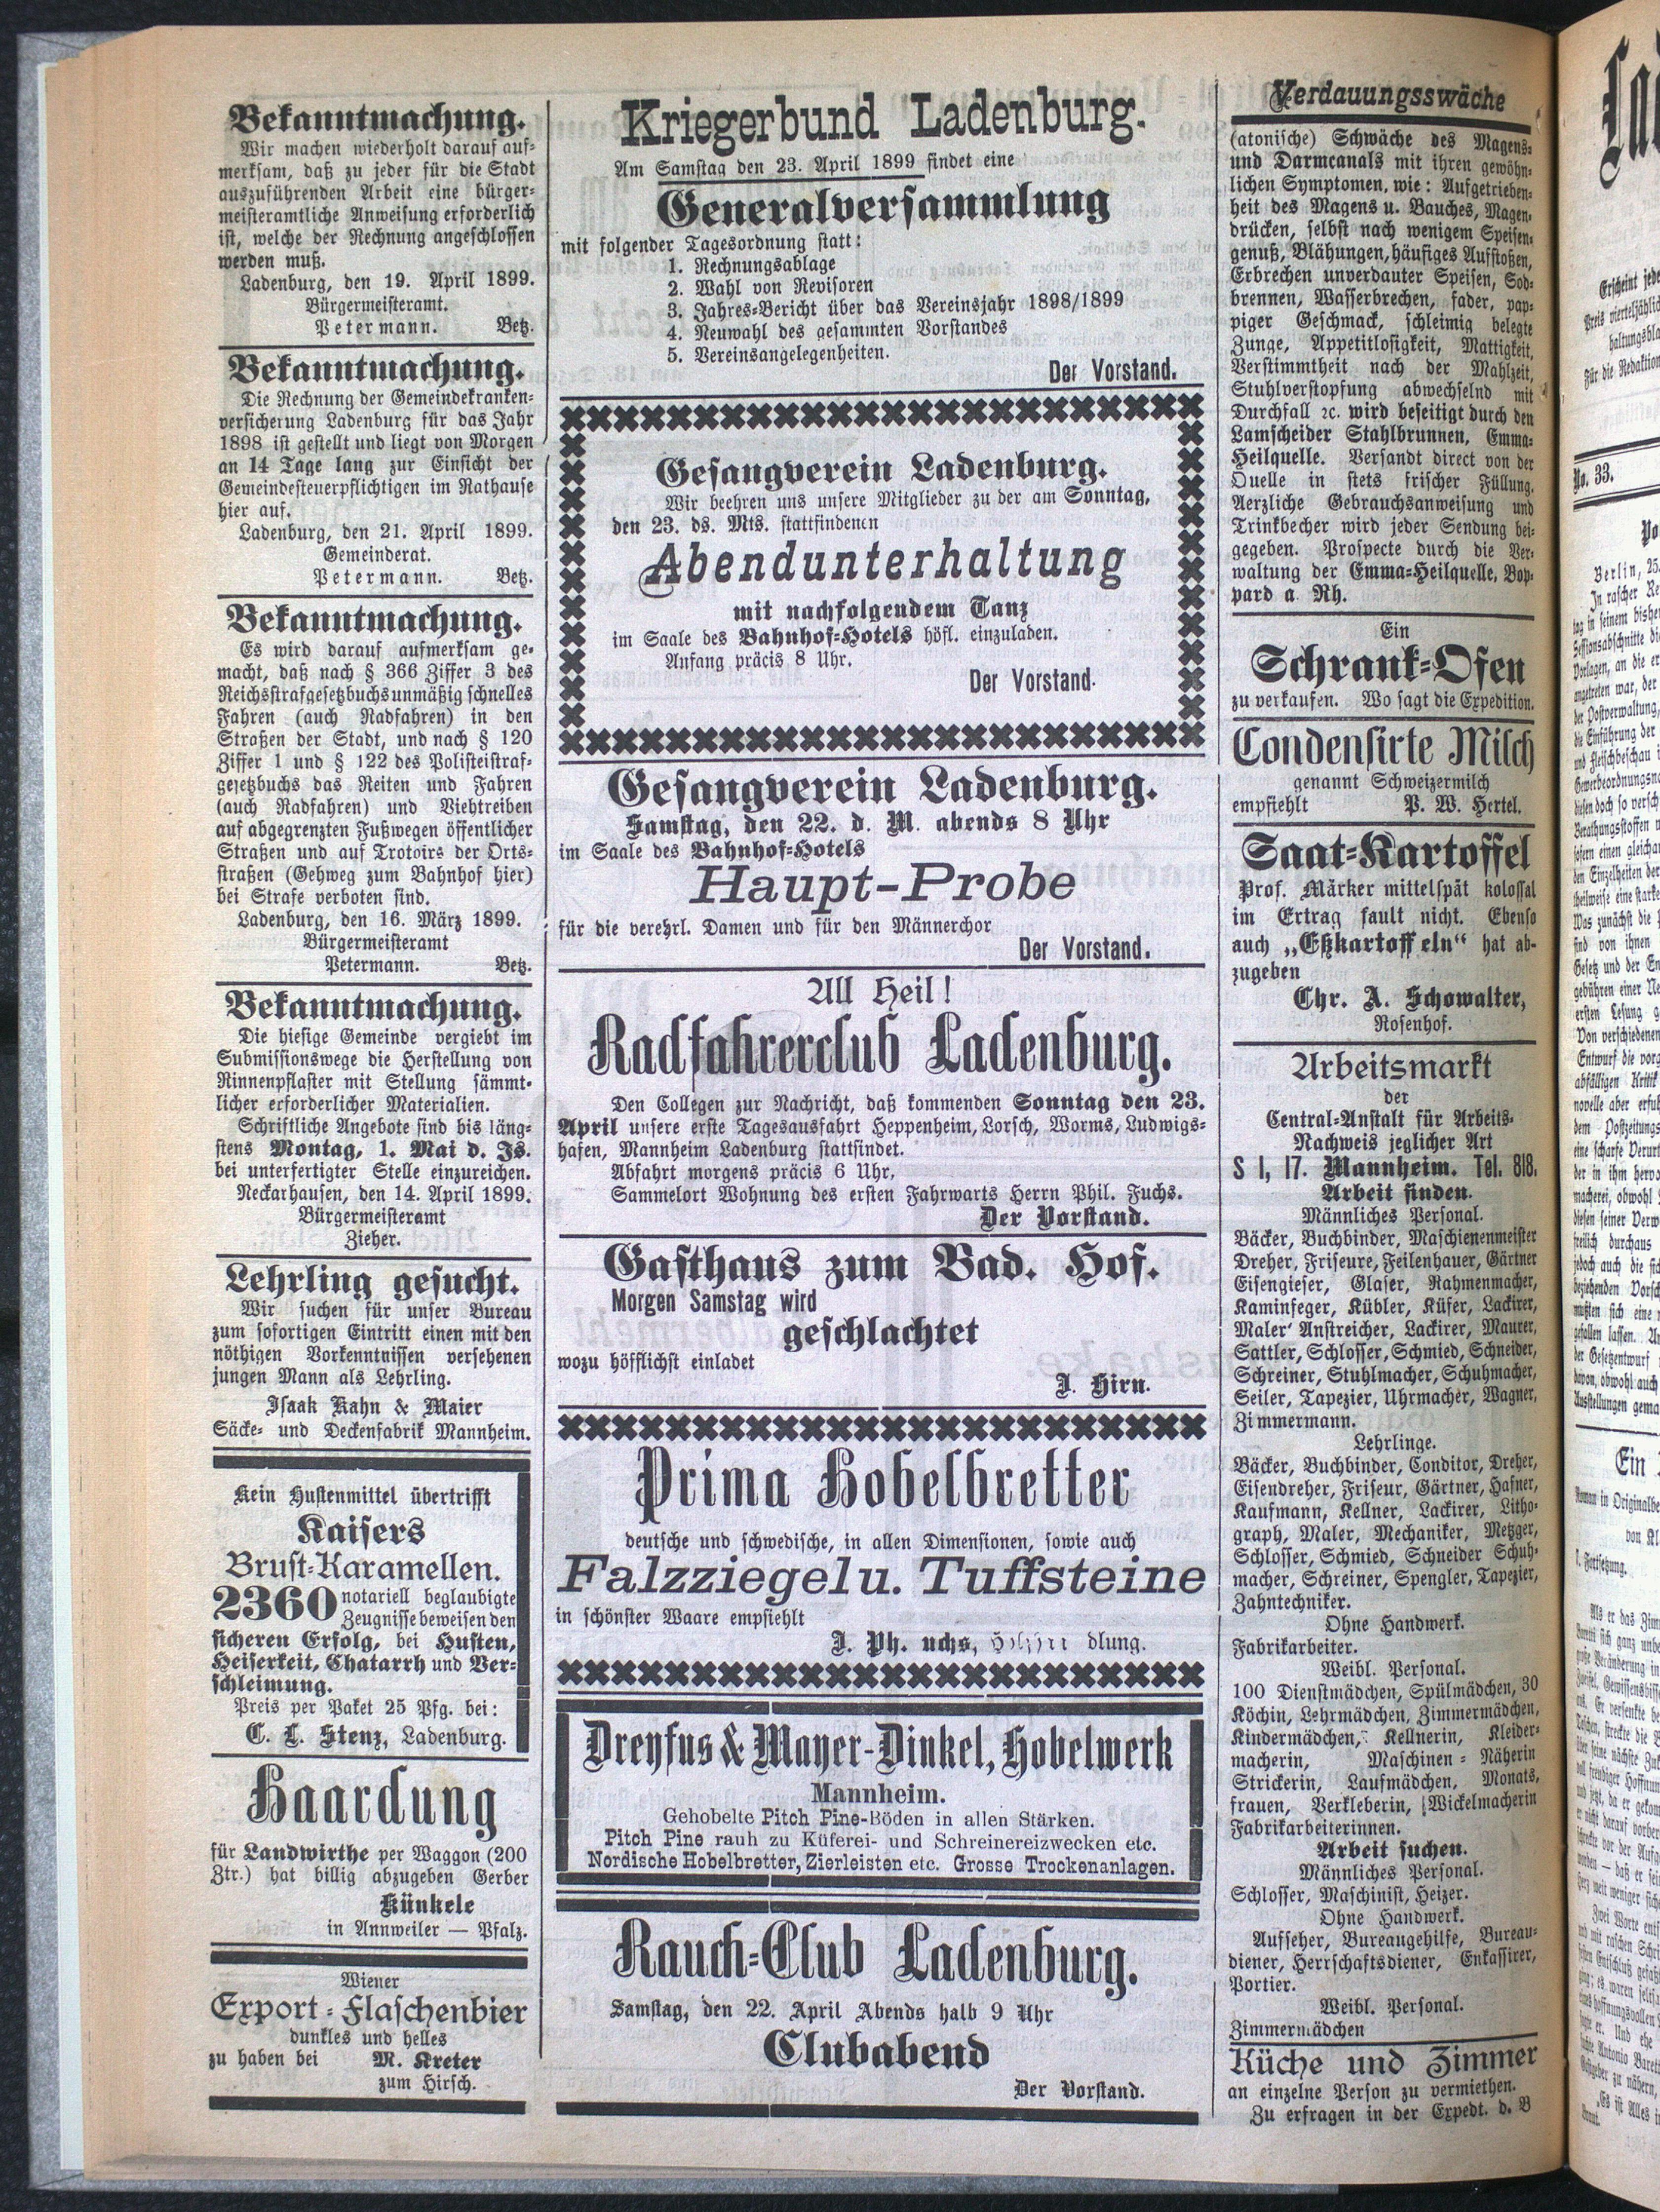 Bekanntmachung.
Wir machen wiederholt darauf auf-
merksam, daß zu jeder für die Stadt
auszuführenden Arbeit eine bürger-
meisteramtliche Anweisung erforderlich
ist, welche der Rechnung angeschlossen
werden muß.
Ladenburg, den 19. April 1899.
Bürgermeisteramt.
Petermann. Betz.
Bekanntmachung.
Die Rechnung der Gemeindekranken-
versicherung Ladenburg für das Jahr
1898 ist gestellt und liegt von Morgen
an 14 Tage lang zur Einsicht der
Gemeindesteuerpflichtigen im Rathause
hier auf.
Ladenburg, den 21. April 1899.
Gemeinderat.
Petermann. Betz.
Bekanntmachung.
Es wird darauf aufmerksam ge-
macht, daß nach § 366 Ziffer 3 des
Reichsstrafgesetzbuchs unmäßig schnelles
Fahren (auch Radfahren) in den
Straßen der Stadt, und nach § 120
Ziffer 1 und § 122 des Polisteistraf-
gesetzbuchs das Reiten und Fahren
(auch Radfahren) und Viehtreiben
auf abgegrenzten Fußwegen öffentlicher
Straßen und auf Trotoirs der Orts-
straßen (Gehweg zum Bahnhof hier)
bei Strafe verboten sind.
Ladenburg, den 16. März 1899.
Bürgermeisteramt
Petermann. Betz.
Bekanntmachung.
Die hiesige Gemeinde vergiebt im
Submissionswege die Herstellung von
Rinnenpflaster mit Stellung sämmt-
licher erforderlicher Materialien.
Schriftliche Angebote sind bis läng-
stens Montag, 1. Mai d. Js.
bei unterfertigter Stelle einzureichen.
Neckarhausen, den 14. April 1899.
Bürgermeisteramt
Zieher.
Lehrling gesucht.
Wir suchen für unser Bureau
zum sofortigen Eintritt einen mit den
nöthigen Vorkenntnissen versehenen
jungen Mann als Lehrling.
Isaak Kahn & Maier
Säcke- und Deckenfabrik Mannheim.
Kein Hustenmittel übertrifft
Kaisers
Brust-Karamellen.
2360 notariell beglaubigte
Zeugnisse beweisen den
sicheren Erfolg, bei Husten,
Heiserkeit, Chatarrh und Ver-
schleimung.
Preis per Paket 25 Pfg. bei:
C. L. Stenz, Ladenburg.
Haardung
für Landwirthe per Waggon (200
Ztr.) hat billig abzugeben Gerber
Künkele
in Annweiler — Pfalz.
Wiener
Export-Flaschenbier
dunkles und helles
zu haben bei M. Kreter
zum Hirsch.
Kriegerbund Ladenburg.
Am Samstag den 23. April 1899 findet eine
Generalversammlung
mit folgender Tagesordnung statt:
1. Rechnungsablage
2. Wahl von Revisoren
3. Jahres-Bericht über das Vereinsjahr 1898/1899
4. Neuwahl des gesammten Vorstandes
5. Vereinsangelegenheiten.
Der Vorstand.
Gesangverein Ladenburg.
Wir beehren uns unsere Mitglieder zu der am Sonntag,
den 23. ds. Mts. stattfindenen
Abendunterhaltung
mit nachfolgendem Tanz
im Saale des Bahnhof-Hotels höfl. einzuladen.
Anfang präcis 8 Uhr.
Der Vorstand.
Gesangverein Ladenburg.
Samstag, den 22. d. M. abends 8 Uhr
im Saale des Bahnhof-Hotels
Haupt-Probe
für die verehrl. Damen und für den Männerchor
Der Vorstand.
All Heil!
Radfahrerclub Ladenburg.
Den Collegen zur Nachricht, daß kommenden Sonntag den 23.
April unsere erste Tagesausfahrt Heppenheim, Lorsch, Worms, Ludwigs-
hafen, Mannheim Ladenburg stattfindet.
Abfahrt morgens präcis 6 Uhr,
Sammelort Wohnung des ersten Fahrwarts Herrn Phil. Fuchs.
Der Vorstand.
Gasthaus zum Bad. Hof.
Morgen Samstag wird
geschlachtet
wozu höfflichst einladet
J. Hirn.
Prima Hobelbretter
deutsche und schwedische, in allen Dimensionen, sowie auch
Falzziegel u. Tuffsteine
in schönster Waare empfiehlt
J. Ph. uchs, dlung.
Dreyfus & Mayer-Dinkel, Hobelwerk
Mannheim.
Gehobelte Pitch Pine-Böden in allen Stärken.
Pitch Pine rauh zu Küferei- und Schreinereizwecken etc.
Nordische Hobelbretter, Zierleisten etc. Grosse Trockenanlagen.
Rauch-Club Ladenburg.
Samstag, den 22. April Abends halb 9 Uhr
Clubabend
Der Vorstand.
Verdauungsswäche
(atonische) Schwäche des Magens-
und Darmcanals mit ihren gewöhn-
lichen Symptomen, wie: Aufgetrieben-
heit des Magens u. Bauches, Magen-
drücken, selbst nach wenigem Speisen-
genuß, Blähungen, häufiges Aufstoßen,
Erbrechen unverdauter Speisen, Sod-
brennen, Wasserbrechen, fader, pap-
piger Geschmack, schleimig belegte
Zunge, Appetitlosigkeit, Mattigkeit,
Verstimmtheit nach der Mahlzeit,
Stuhlverstopfung abwechselnd mit
Durchfall ꝛc. wird beseitigt durch den
Lamscheider Stahlbrunnen, Emma-
Heilquelle. Versandt direct von der
Quelle in stets frischer Füllung.
Aerzliche Gebrauchsanweisung und
Trinkbecher wird jeder Sendung bei-
gegeben. Prospecte durch die Ver-
waltung der Emma-Heilquelle, Bop-
pard a Rh.
Ein
Schrank-Ofen
zu verkaufen. Wo sagt die Expedition.
Condensirte Milch
genannt Schweizermilch
empfiehlt P. W. Hertel.
Saat-Kartoffel
Prof. Märker mittelspät kolossal
im Ertrag fault nicht. Ebenso
auch „Eßkartoffeln“ hat ab-
zugeben
Chr. A. Schowalter,
Rosenhof.
Arbeitsmarkt
der
Central-Anstalt für Arbeits-
Nachweis jeglicher Art
S 1, 17. Mannheim. Tel. 818.
Arbeit finden.
Männliches Personal.
Bäcker, Buchbinder, Maschienenmeister
Dreher, Friseure, Feilenhauer, Gärtner
Eisengieser, Glaser, Rahmenmacher,
Kaminfeger, Kübler, Küfer, Lackirer,
Maler' Anstreicher, Lackirer, Maurer,
Sattler, Schlosser, Schmied, Schneider,
Schreiner, Stuhlmacher, Schuhmacher,
Seiler, Tapezier, Uhrmacher, Wagner,
Zimmermann.
Lehrlinge.
Bäcker, Buchbinder, Conditor, Dreher,
Eisendreher, Friseur, Gärtner, Hafner,
Kaufmann, Kellner, Lackirer, Litho-
graph, Maler, Mechaniker, Metzger,
Schlosser, Schmied, Schneider Schuh-
macher, Schreiner, Spengler, Tapezier,
Zahntechniker.
Ohne Handwerk.
Fabrikarbeiter.
Weibl. Personal.
100 Dienstmädchen, Spülmädchen, 30
Köchin, Lehrmädchen, Zimmermädchen,
Kindermädchen, Kellnerin, Kleider-
macherin, Maschinen-Näherin
Strickerin, Laufmädchen, Monats,
frauen, Verkleberin, Wickelmacherin
Fabrikarbeiterinnen.
Arbeit suchen.
Männliches Personal.
Schlosser, Maschinist, Heizer.
Ohne Handwerk.
Aufseher, Bureaugehilfe, Bureau-
diener, Herrschaftsdiener, Enkassirer,
Portier.
Weibl. Personal.
Zimmermädchen
Küche und Zimmer
an einzelne Person zu vermiethen.
Zu erfragen in der Expedt. d. B
No. 33.